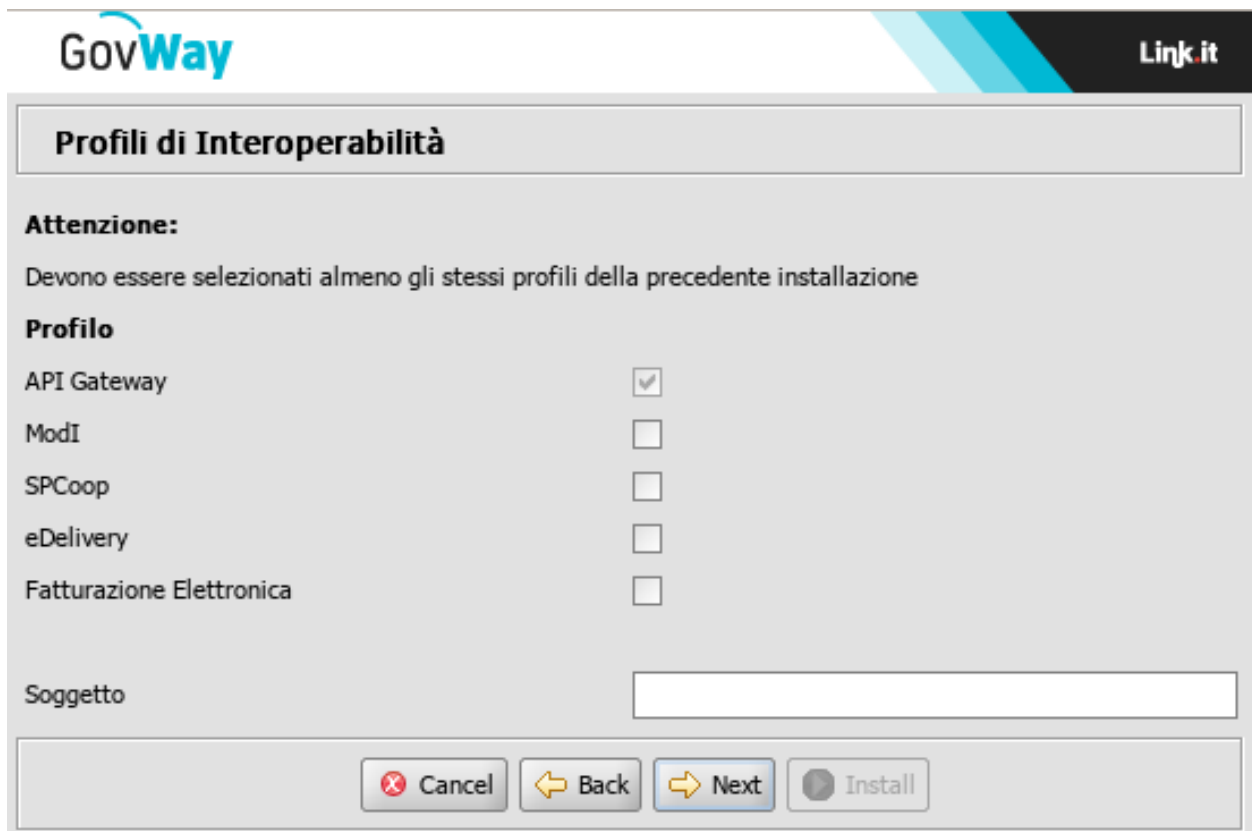 GovWay
Link.it
Profili di Interoperabilità
Attenzione:
Devono essere selezionati almeno gli stessi profili della precedente installazione
Profilo
API Gateway
ModI
SPCoop
eDelivery
Fatturazione Elettronica
Soggetto
Cancel Back Next Install